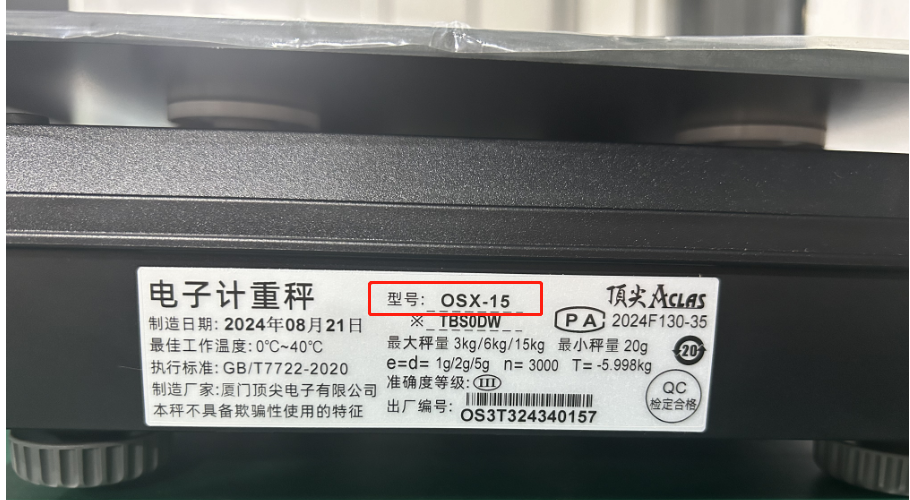 电子计重秤
制造日期: 2024年08月21日
最佳工作温度: 0℃~40℃
执行标准: GB/T7722-2020
制造厂家:厦门顶尖电子有限公司
本秤不具备欺骗性使用的特征
型号: OSX-15
※ TBS0DW
最大秤量 3kg/6kg/15kg 最小秤量 20g
e=d= 1g/2g/5g n= 3000 T= -5.998kg
准确度等级: III
出厂编号:
OS3T324340157
頂尖 ACLAS
PA 2024F130-35
20
QC
检定合格